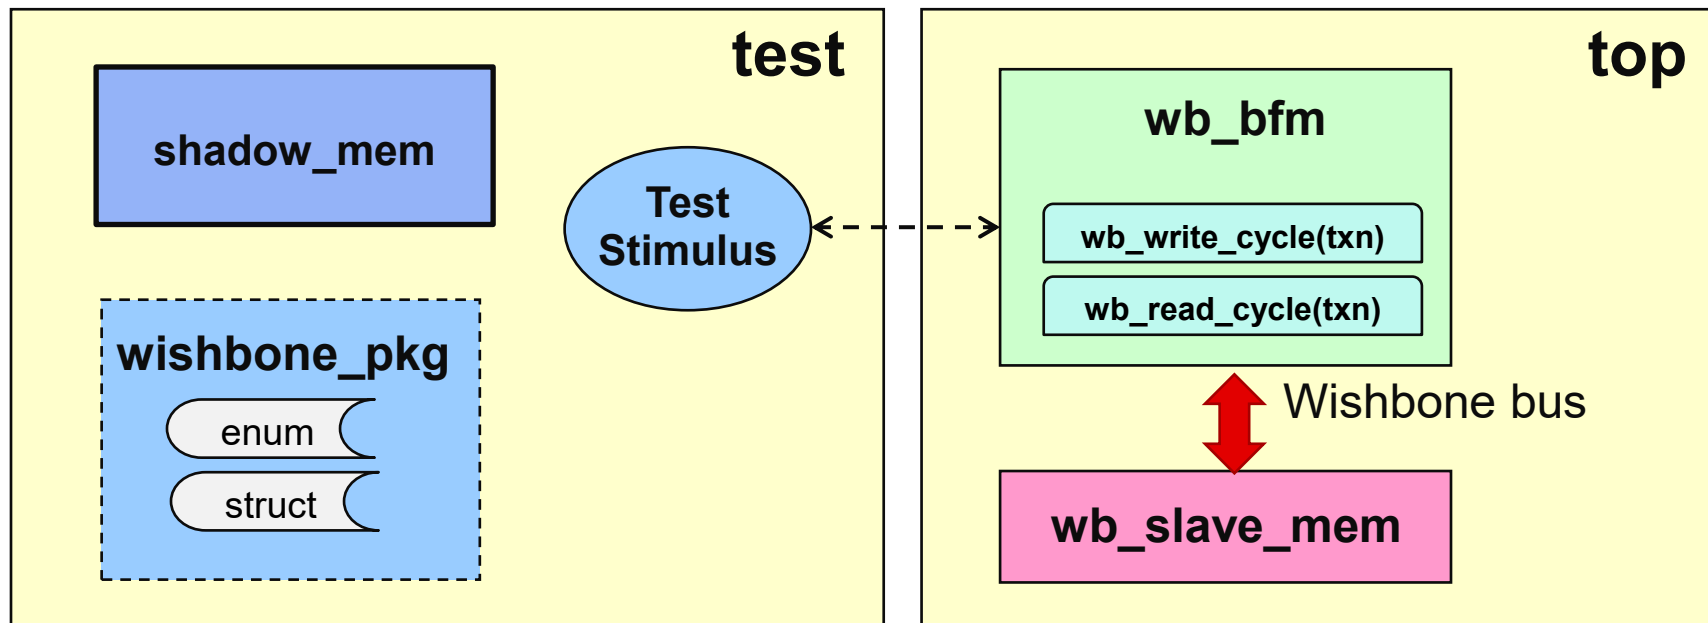 test
shadow_mem
Test
Stimulus
wishbone_pkg
enum
struct
top
wb_bfm
wb_write_cycle(txn)
wb_read_cycle(txn)
Wishbone bus
wb_slave_mem